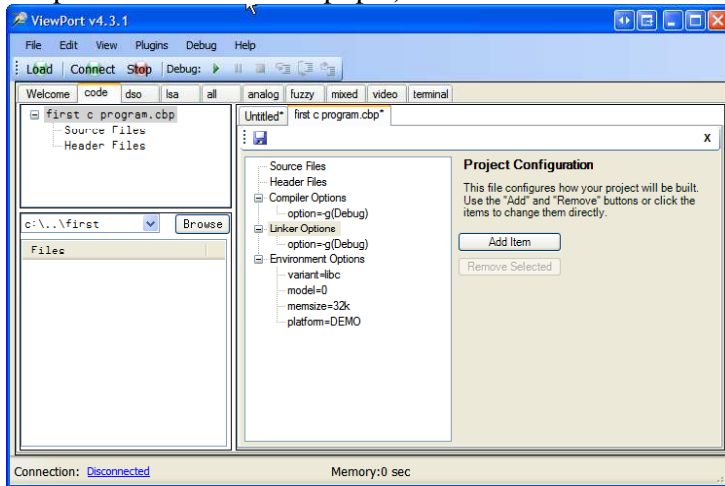 ViewPort v4.3.1
File Edit View Plugins Debug Help
Load Connect Stop Debug:
Welcome code dso lsa all analog fuzzy mixed video terminal
first c program.cbp
Source Files
Header Files
c:\..\first Browse
Files
Untitled* first c program.cbp*
X
Source Files
Header Files
Compiler Options
option=-g(Debug)
Linker Options
option=-g(Debug)
Environment Options
variant=libc
model=0
memsize=32k
platform=DEMO
Project Configuration
This file configures how your project will be built.
Use the "Add" and "Remove" buttons or click the
items to change them directly.
Add Item
Remove Selected
Connection: Disconnected Memory:0 sec